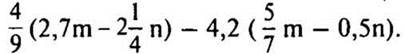 4/9 (2,7m − 2 1/4 n) − 4,2 (5/7 m − 0,5n).